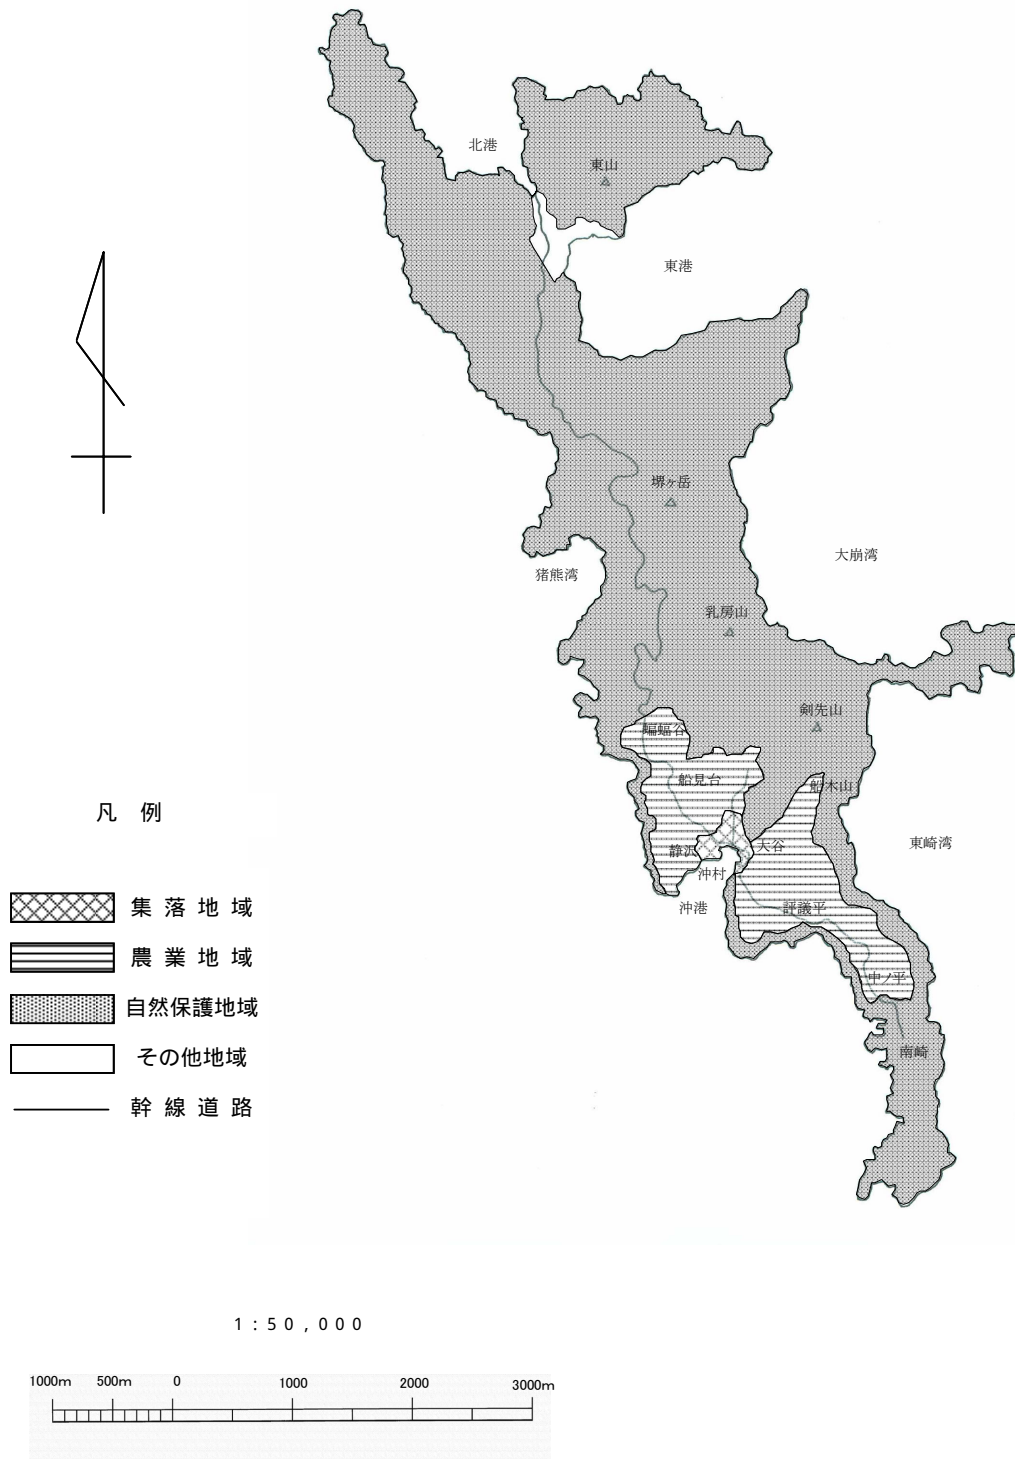 北港
東山
東港
堺ヶ岳
大崩湾
猪熊湾
乳房山
剣先山
蝙蝠谷
船見台
船木山
東崎湾
静沢
大谷
沖村
沖港
評議平
中ノ平
南崎
凡 例
集 落 地 域
農 業 地 域
自然保護地域
その他地域
幹 線 道 路
1:50,000
1000m 500m 0 1000 2000 3000m